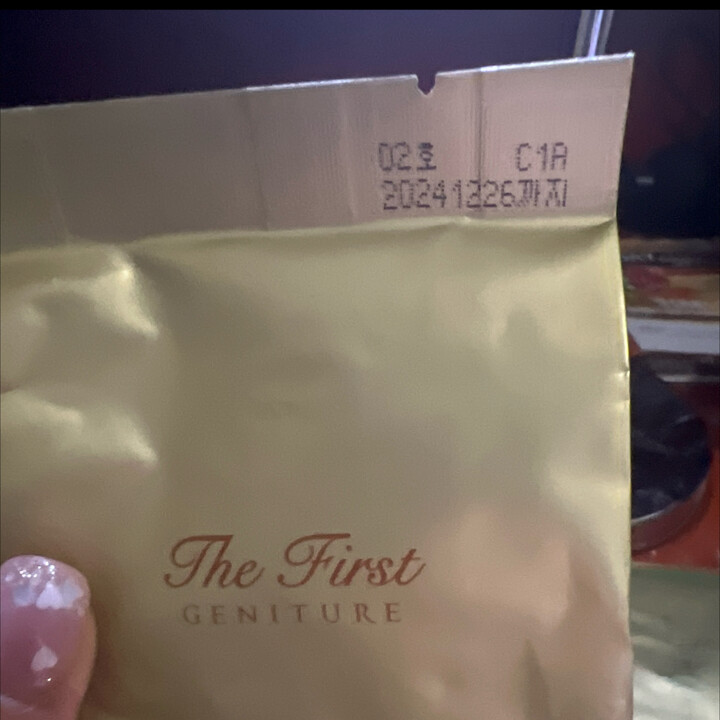 02호 C1A
20241226까지
The First
GENITURE